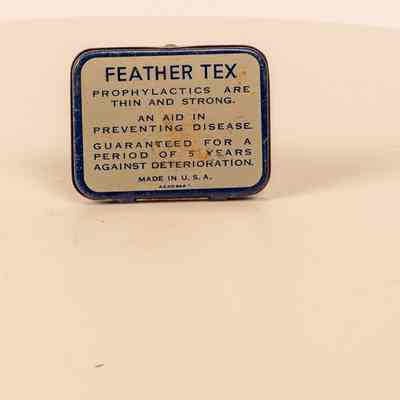 FEATHER TEX
PROPHYLACTICS ARE
THIN AND STRONG.
AN AID IN
PREVENTING DISEASE.
GUARANTEED FOR A
PERIOD OF 5 YEARS
AGAINST DETERIORATION.
MADE IN U.S.A.